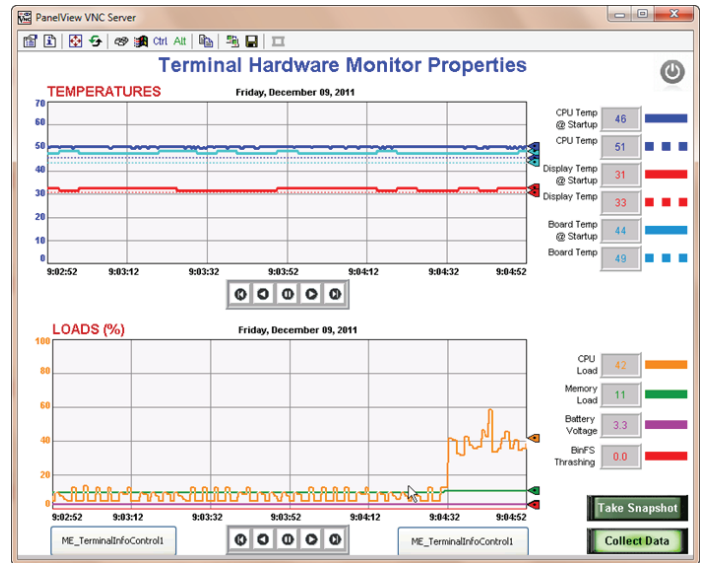 PanelView VNC Server
Ctrl Alt
Terminal Hardware Monitor Properties
TEMPERATURES
Friday, December 09, 2011
70
60
50
40
30
20
10
0
9:02:52 9:03:12 9:03:32 9:03:52 9:04:12 9:04:32 9:04:52
CPU Temp
@ Startup
46
CPU Temp
51
Display Temp
@ Startup
31
Display Temp
33
Board Temp
@ Startup
44
Board Temp
49
LOADS (%)
Friday, December 09, 2011
100
80
60
40
20
0
9:02:52 9:03:12 9:03:32 9:03:52 9:04:12 9:04:32 9:04:52
CPU
Load
42
Memory
Load
11
Battery
Voltage
3.3
BinFS
Thrashing
0.0
Take Snapshot
Collect Data
ME_TerminalInfoControl1
ME_TerminalInfoControl1